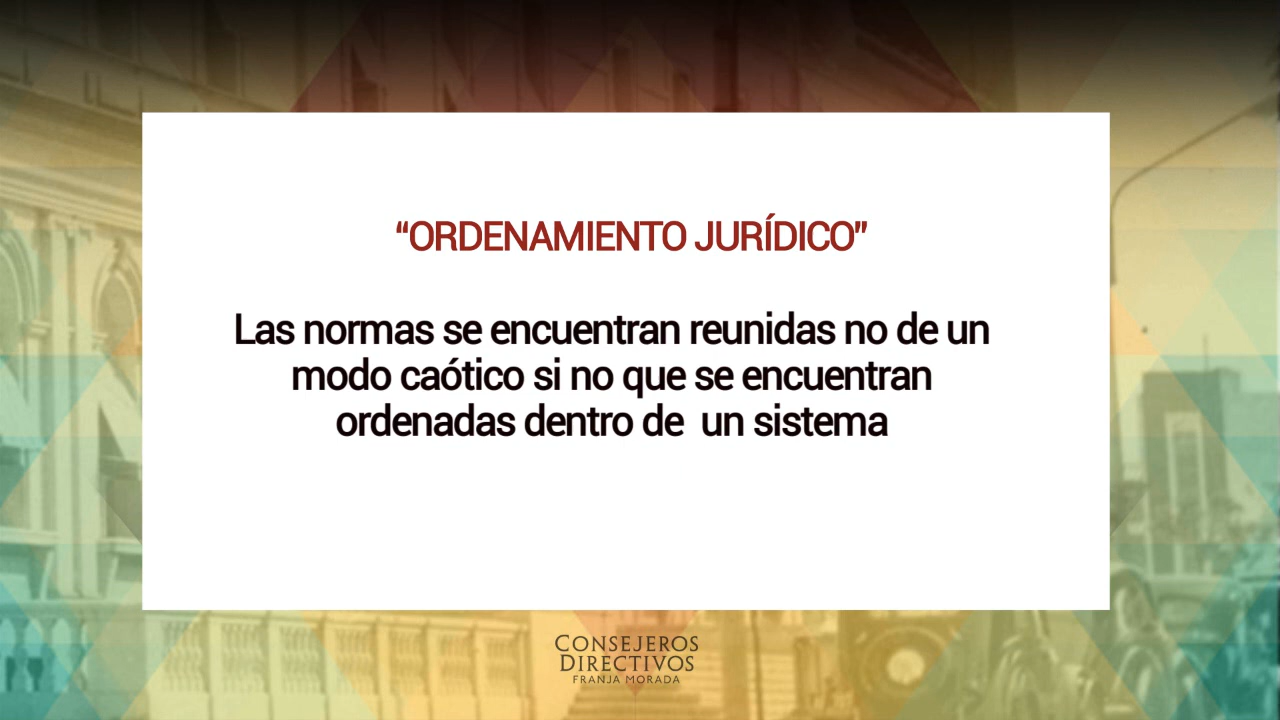 “ORDENAMIENTO JURÍDICO”
Las normas se encuentran reunidas no de un
modo caótico si no que se encuentran
ordenadas dentro de  un sistema
CONSEJEROS
DIRECTIVOS
FRANJA MORADA